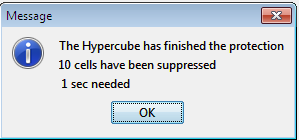 Message
The Hypercube has finished the protection
10 cells have been suppressed
1 sec needed
OK